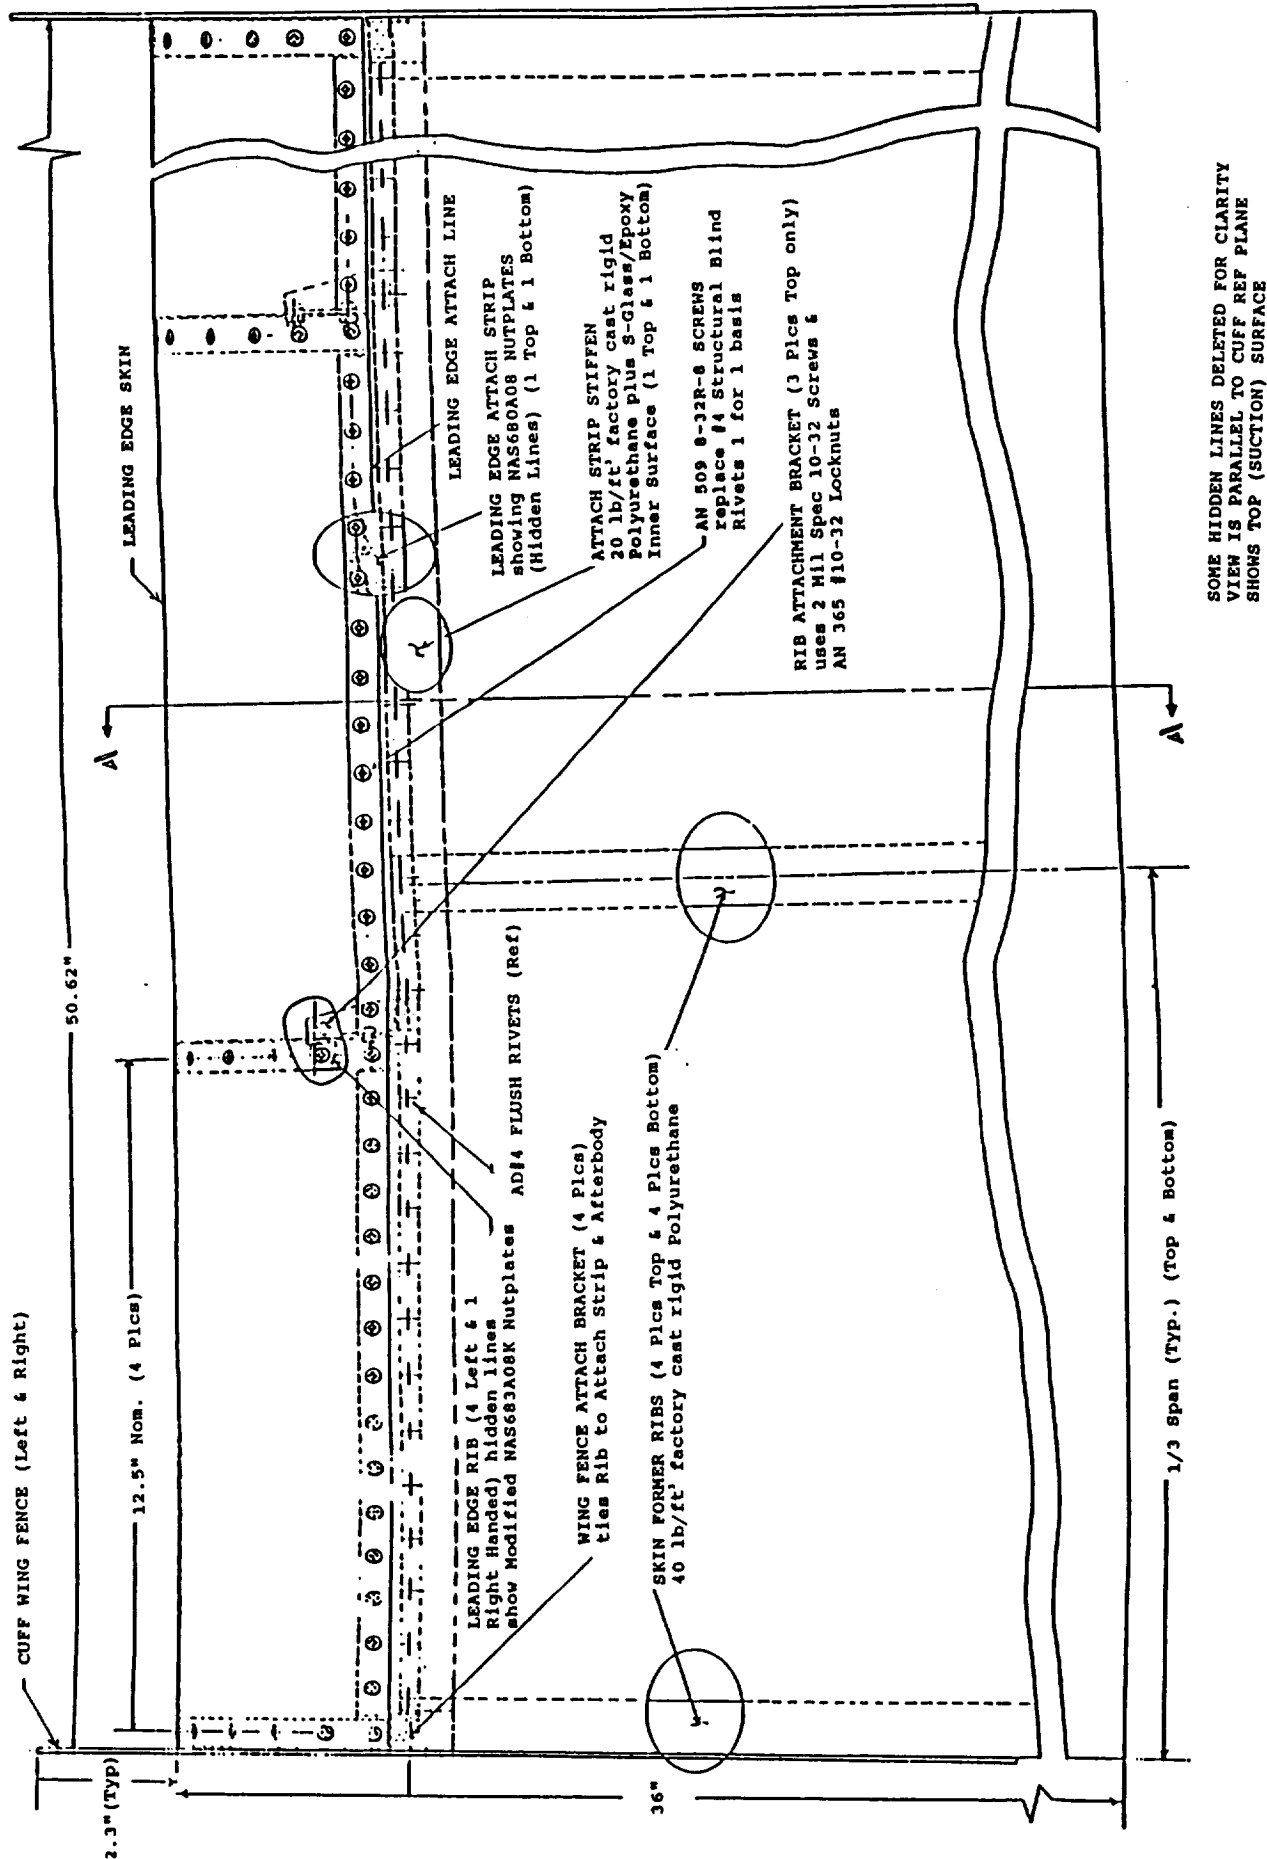 CUFF WING FENCE (Left & Right)
50.62"
2.3"(Typ)
12.5" Nom. (4 Plcs)
LEADING EDGE SKIN
LEADING EDGE ATTACH LINE
LEADING EDGE ATTACH STRIP
showing NAS680A08 NUTPLATES
(Hidden Lines) (1 Top & 1 Bottom)
ATTACH STRIP STIFFEN
20 lb/ft³ factory cast rigid
Polyurethane plus S-Glass/Epoxy
Inner Surface (1 Top & 1 Bottom)
AN 509 8-32R-8 SCREWS
replace #4 Structural Blind
Rivets 1 for 1 basis
RIB ATTACHMENT BRACKET (3 Plcs Top only)
uses 2 Mil Spec 10-32 Screws &
AN 365 #10-32 Locknuts
A
A
LEADING EDGE RIB (4 Left & 1
Right Handed) hidden lines
show Modified NAS683A08K Nutplates
AD#4 FLUSH RIVETS (Ref)
WING FENCE ATTACH BRACKET (4 Plcs)
ties Rib to Attach Strip & Afterbody
SKIN FORMER RIBS (4 Plcs Top & 4 Plcs Bottom)
40 lb/ft³ factory cast rigid Polyurethane
36"
1/3 Span (Typ.) (Top & Bottom)
SOME HIDDEN LINES DELETED FOR CLARITY
VIEW IS PARALLEL TO CUFF REF PLANE
SHOWS TOP (SUCTION) SURFACE